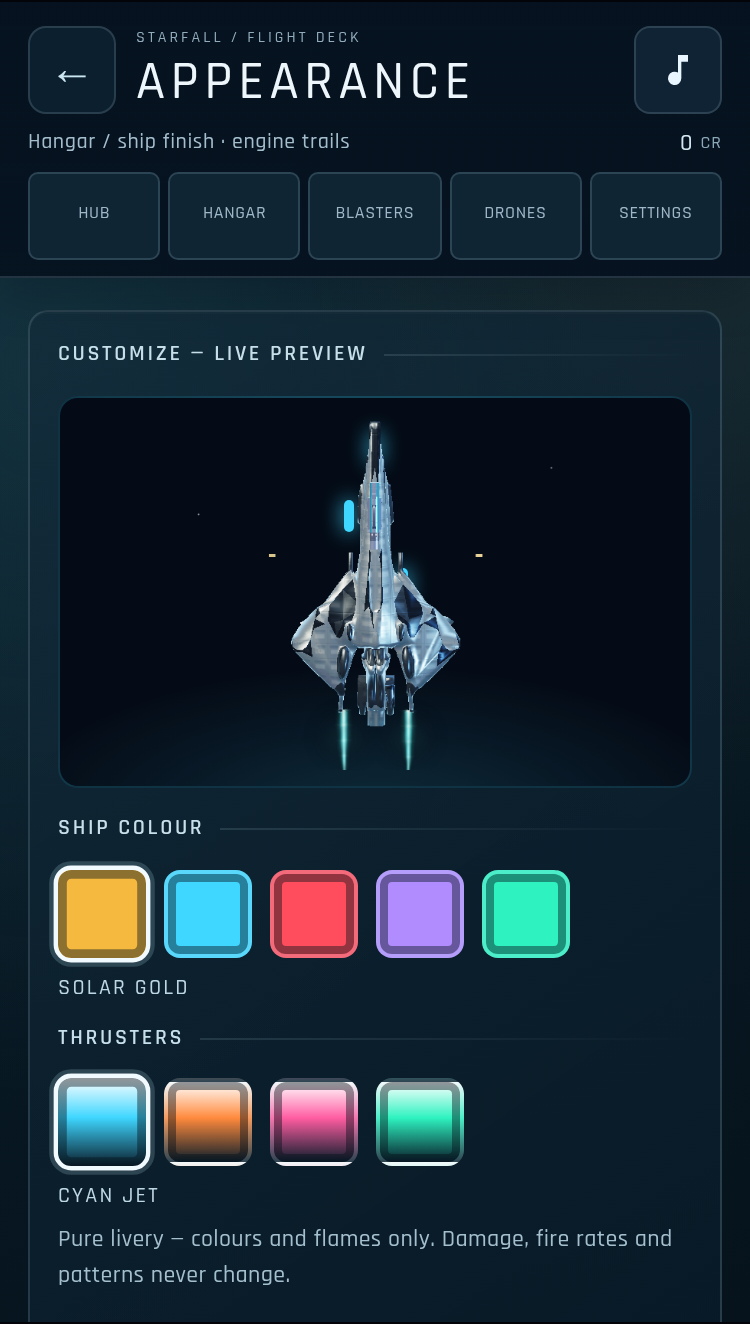 STARFALL / FLIGHT DECK
APPEARANCE
Hangar / ship finish · engine trails
0 CR
HUB
HANGAR
BLASTERS
DRONES
SETTINGS
CUSTOMIZE — LIVE PREVIEW
SHIP COLOUR
SOLAR GOLD
THRUSTERS
CYAN JET
Pure livery — colours and flames only. Damage, fire rates and
patterns never change.